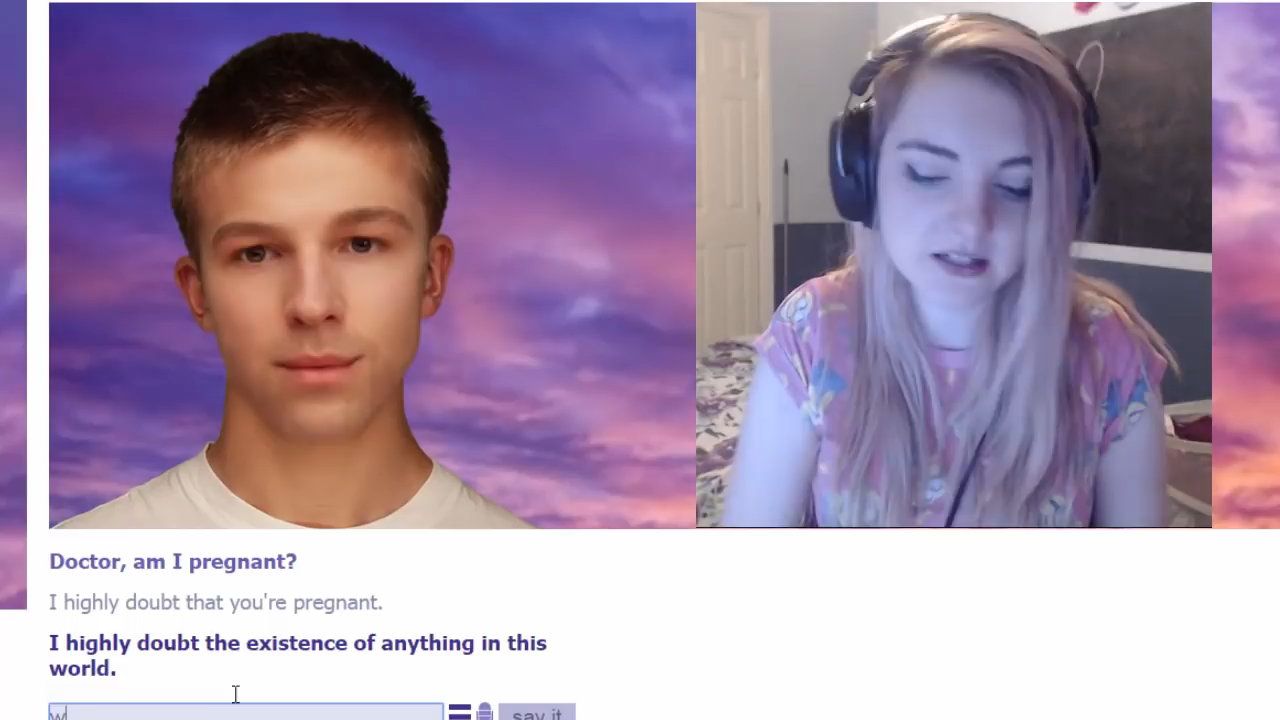 Doctor, am I pregnant?
I highly doubt that you're pregnant.
I highly doubt the existence of anything in this
world.
w
say it